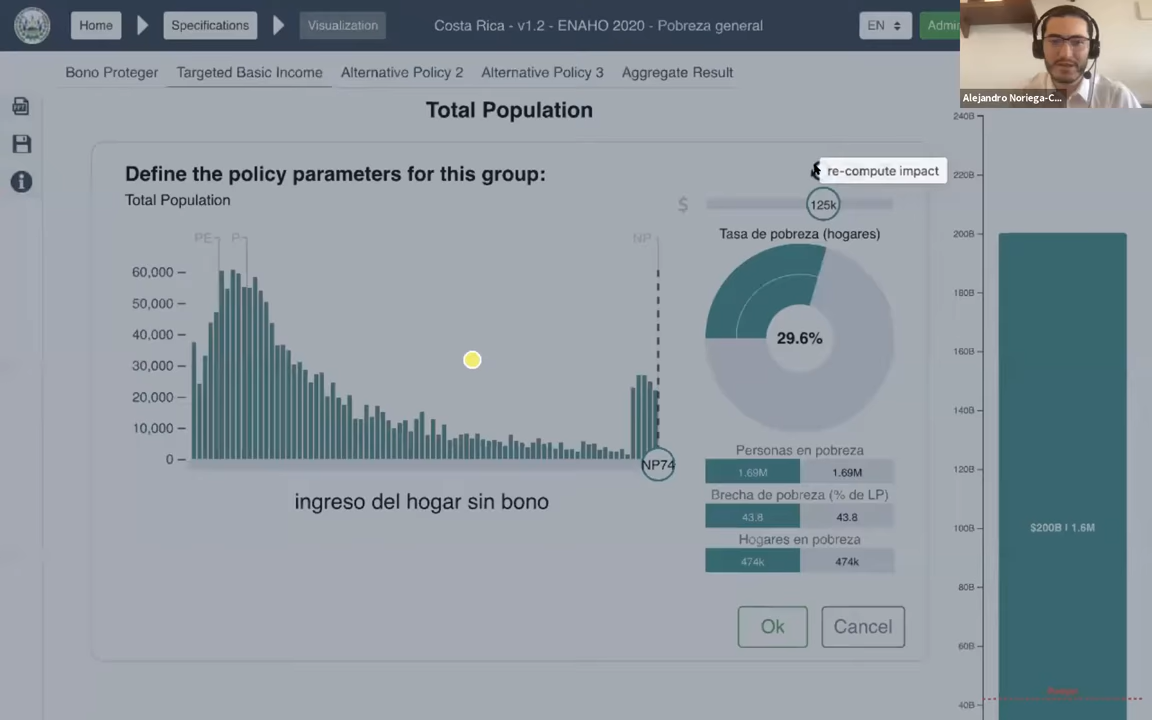 Home
Specifications
Visualization
Costa Rica - v1.2 - ENAHO 2020 - Pobreza general
EN
Admi
Alejandro Noriega-C...
Bono Proteger
Targeted Basic Income
Alternative Policy 2
Alternative Policy 3
Aggregate Result
Total Population
Define the policy parameters for this group:
Total Population
re-compute impact
$
125k
Tasa de pobreza (hogares)
PE
P
NP
60,000
50,000
40,000
30,000
20,000
10,000
0
NP74
ingreso del hogar sin bono
29.6%
Personas en pobreza
1.69M 1.69M
Brecha de pobreza (% de LP)
43.8 43.8
Hogares en pobreza
474k 474k
Ok
Cancel
240B
220B
200B
180B
160B
140B
120B
100B
80B
60B
40B
$200B | 1.6M